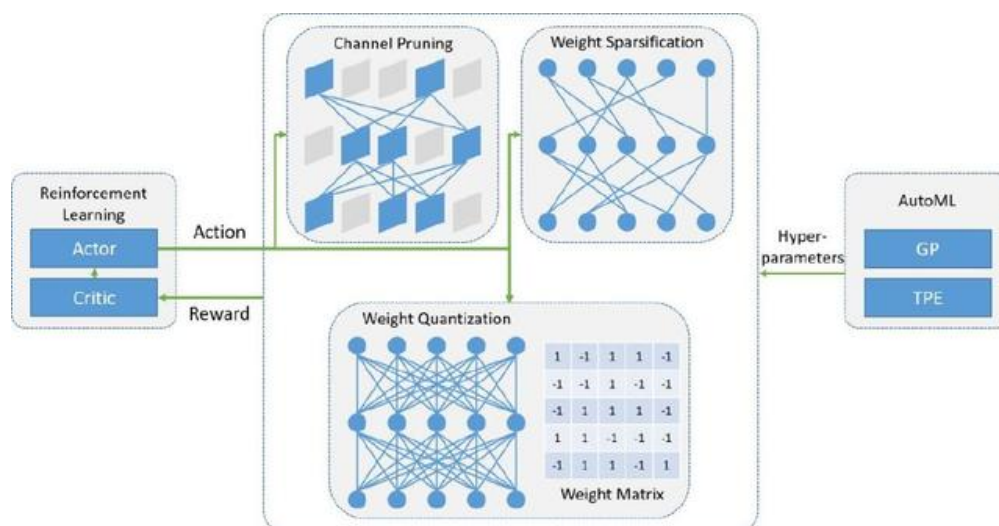 Channel Pruning
Weight Sparsification
Reinforcement
Learning
Actor
Critic
Action
Reward
Hyper-
parameters
AutoML
GP
TPE
Weight Quantization
1 -1 1 1 -1
-1 -1 1 -1 -1
-1 1 1 1 -1
1 1 -1 -1 -1
-1 1 1 -1 1
Weight Matrix